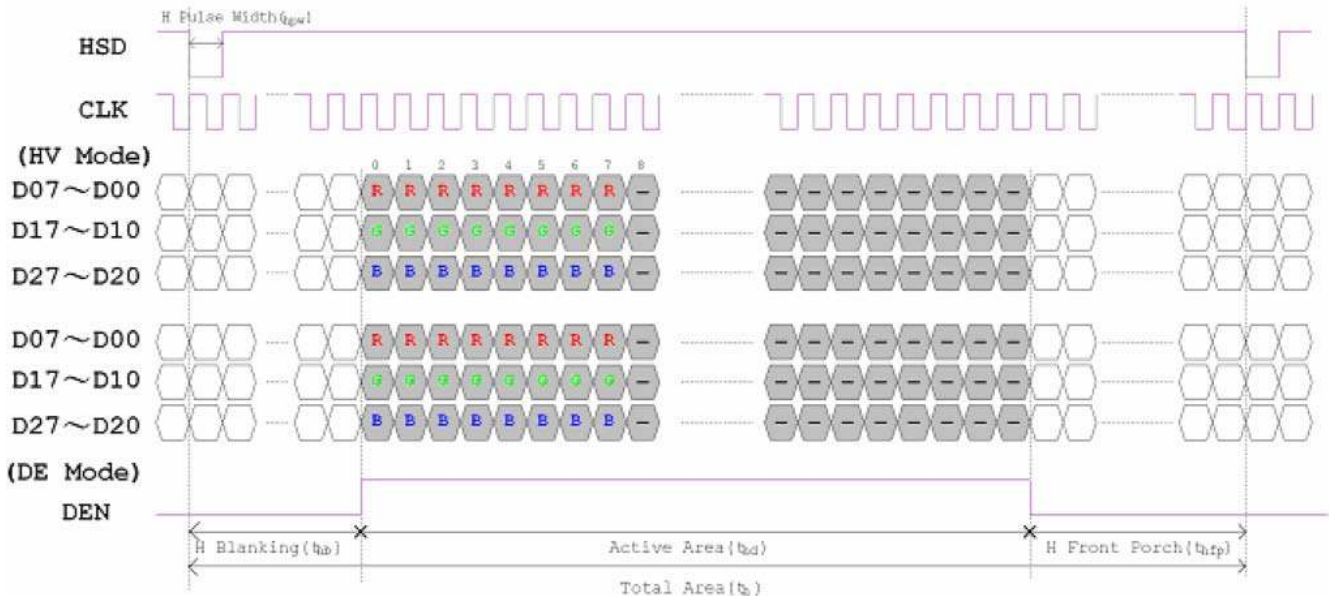 H Pulse Width(thpw)
HSD
CLK
(HV Mode)
0 1 2 3 4 5 6 7 8
D07~D00 R R R R R R R R - - - - - - - - -
D17~D10 G G G G G G G G - - - - - - - - -
D27~D20 B B B B B B B B - - - - - - - - -
D07~D00 R R R R R R R R - - - - - - - - -
D17~D10 G G G G G G G G - - - - - - - - -
D27~D20 B B B B B B B B - - - - - - - - -
(DE Mode)
DEN
H Blanking(thb) Active Area(thd) H Front Porch(thfp)
Total Area(th)